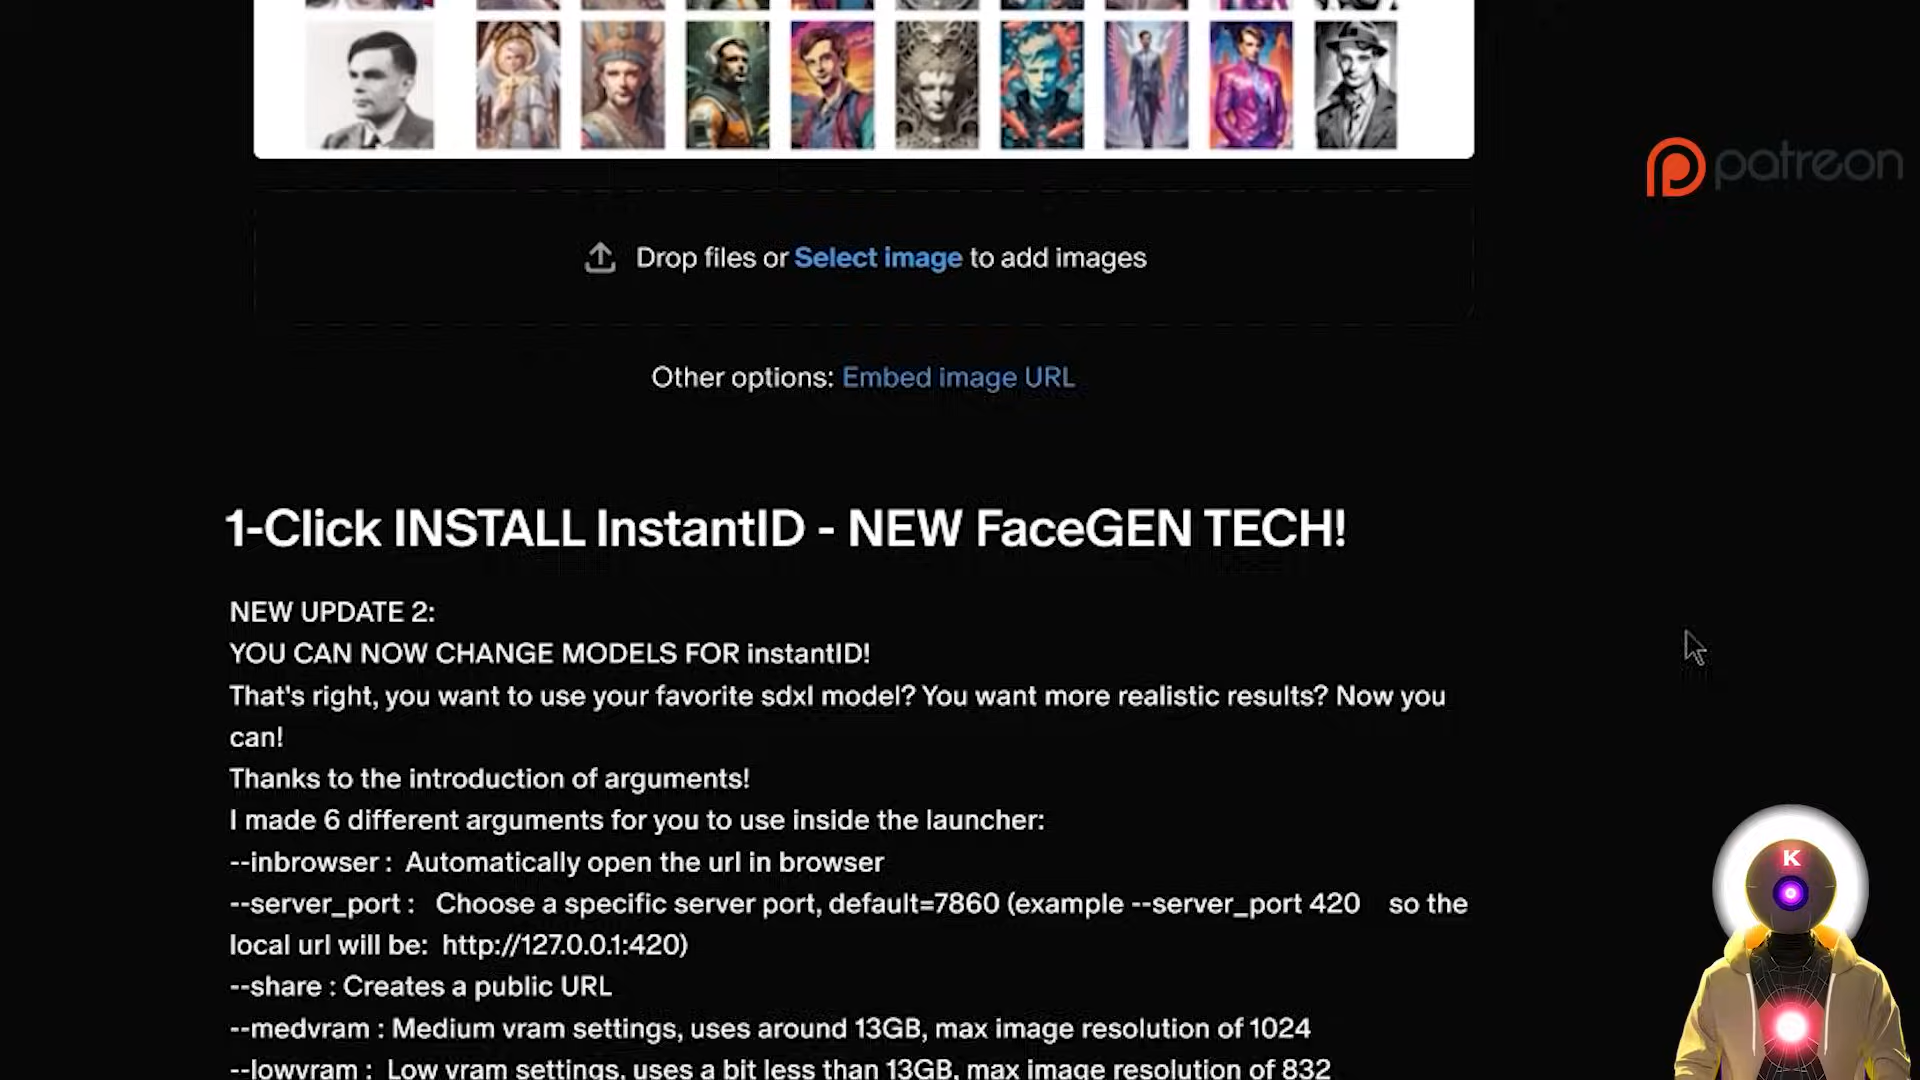 patreon
Drop files or Select image to add images
Other options: Embed image URL
1-Click INSTALL InstantID - NEW FaceGEN TECH!
NEW UPDATE 2:
YOU CAN NOW CHANGE MODELS FOR instantID!
That's right, you want to use your favorite sdxl model? You want more realistic results? Now you
can!
Thanks to the introduction of arguments!
I made 6 different arguments for you to use inside the launcher:
--inbrowser : Automatically open the url in browser
--server_port : Choose a specific server port, default=7860 (example --server_port 420 so the
local url will be: http://127.0.0.1:420)
--share : Creates a public URL
--medvram : Medium vram settings, uses around 13GB, max image resolution of 1024
--lowvram : Low vram settings, uses a bit less than 13GB, max image resolution of 832
K